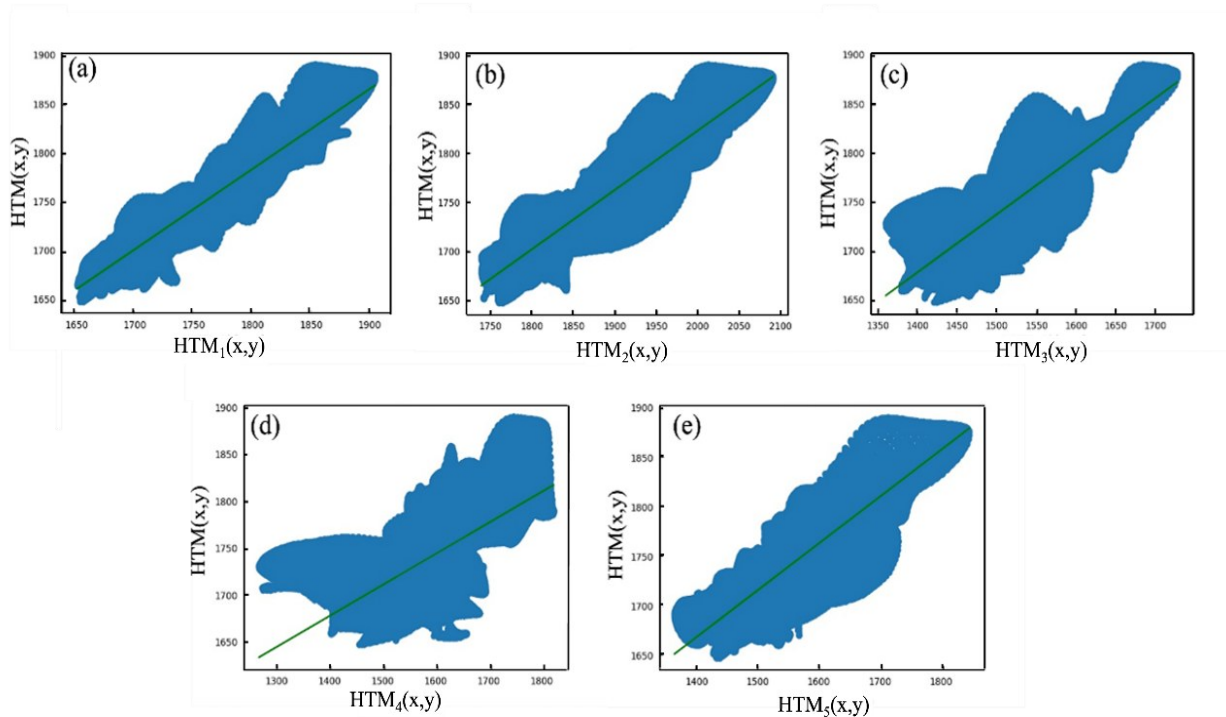 (a)
HTM(x,y)
1900
1850
1800
1750
1700
1650
1650 1700 1750 1800 1850 1900
HTM₁(x,y)
(b)
HTM(x,y)
1900
1850
1800
1750
1700
1650
1750 1800 1850 1900 1950 2000 2050 2100
HTM₂(x,y)
(c)
HTM(x,y)
1900
1850
1800
1750
1700
1650
1350 1400 1450 1500 1550 1600 1650 1700
HTM₃(x,y)
(d)
HTM(x,y)
1900
1850
1800
1750
1700
1650
1300 1400 1500 1600 1700 1800
HTM₄(x,y)
(e)
HTM(x,y)
1900
1850
1800
1750
1700
1650
1400 1500 1600 1700 1800
HTM₅(x,y)